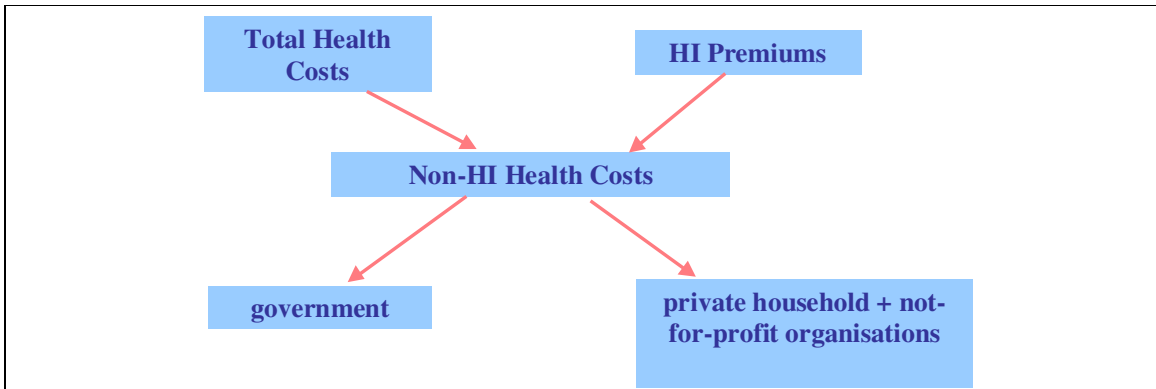 Total Health
Costs
HI Premiums
Non-HI Health Costs
government
private household + not-
for-profit organisations